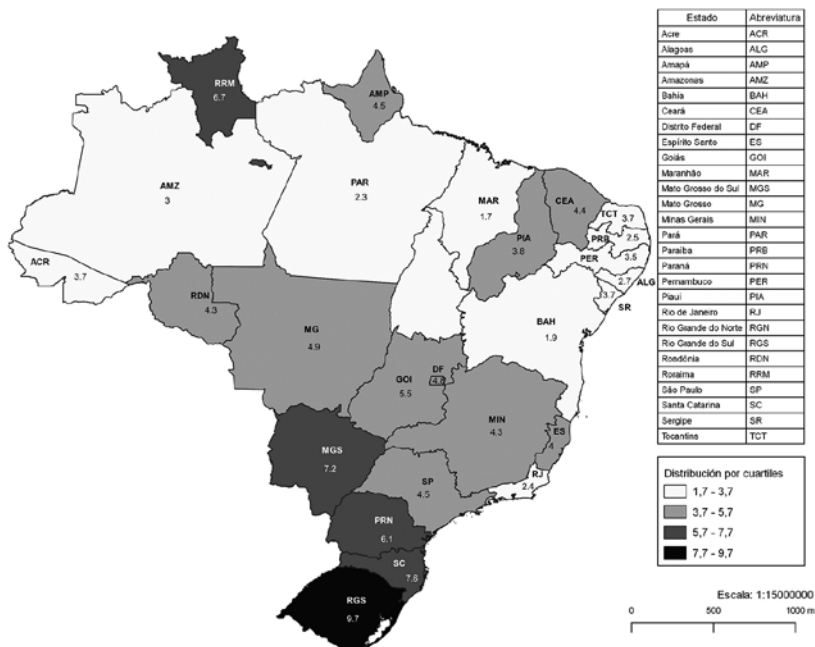 Estado Abreviatura
Acre ACR
Alagoas ALG
Amapá AMP
Amazonas AMZ
Bahia BAH
Ceará CEA
Distrito Federal DF
Espírito Santo ES
Goiás GOI
Maranhão MAR
Mato Grosso do Sul MGS
Mato Grosso MG
Minas Gerais MIN
Pará PAR
Paraíba PRB
Paraná PRN
Pernambuco PER
Piauí PIA
Rio de Janeiro RJ
Rio Grande do Norte RGN
Rio Grande do Sul RGS
Rondônia RDN
Roraima RRM
São Paulo SP
Santa Catarina SC
Sergipe SR
Tocantins TCT
RRM
6.7
AMP
4.5
AMZ
3
PAR
2.3
MAR
1.7
CEA
4.4
TCT
3.7
PRB
2.5
PIA
3.8
PER
3.5
2.7
ALG
3.7
SR
ACR
3.7
RDN
4.3
MG
4.9
BAH
1.9
DF
GOI
5.5
MIN
4.3
ES
4
MGS
7.2
SP
4.5
RJ
2.4
PRN
6.1
SC
7.6
RGS
9.7
Distribución por cuartiles
1,7 - 3,7
3,7 - 5,7
5,7 - 7,7
7,7 - 9,7
Escala: 1:15000000
0 500 1000 m